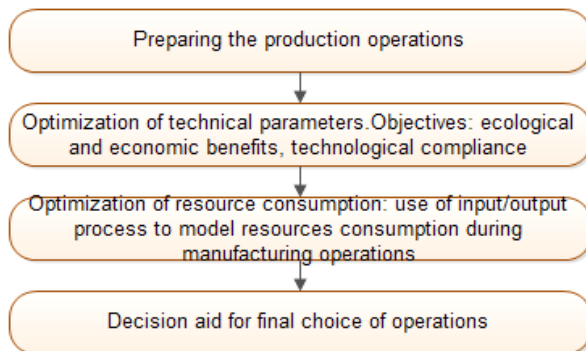 Preparing the production operations
Optimization of technical parameters.Objectives: ecological
and economic benefits, technological compliance
Optimization of resource consumption: use of input/output
process to model resources consumption during
manufacturing operations
Decision aid for final choice of operations